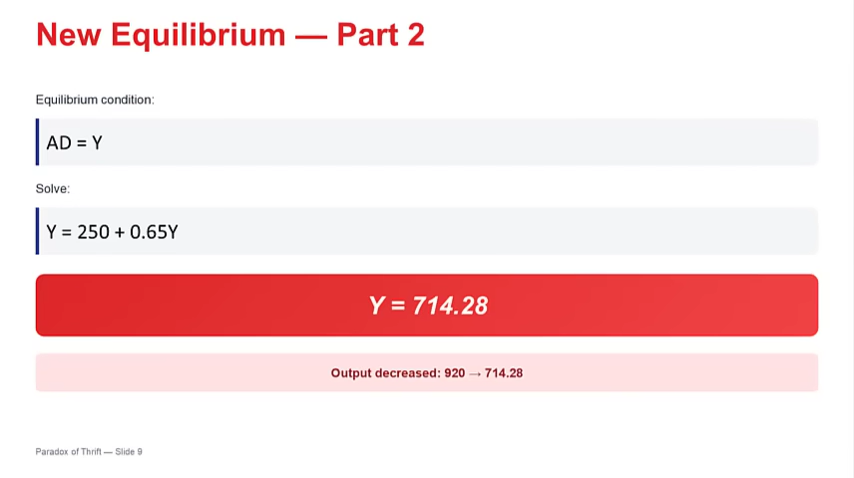 New Equilibrium — Part 2
Equilibrium condition:
AD = Y
Solve:
Y = 250 + 0.65Y
Y = 714.28
Output decreased: 920 → 714.28
Paradox of Thrift — Slide 9